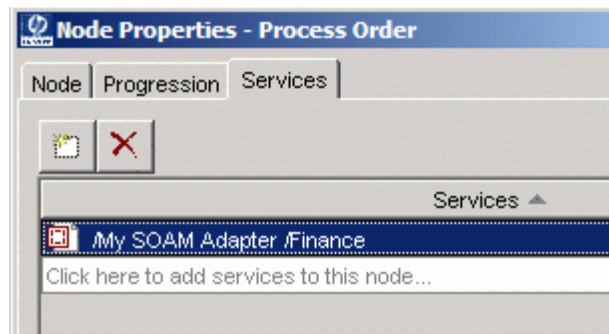 Node Properties - Process Order
Node Progression Services
Services
/My SOAM Adapter /Finance
Click here to add services to this node...